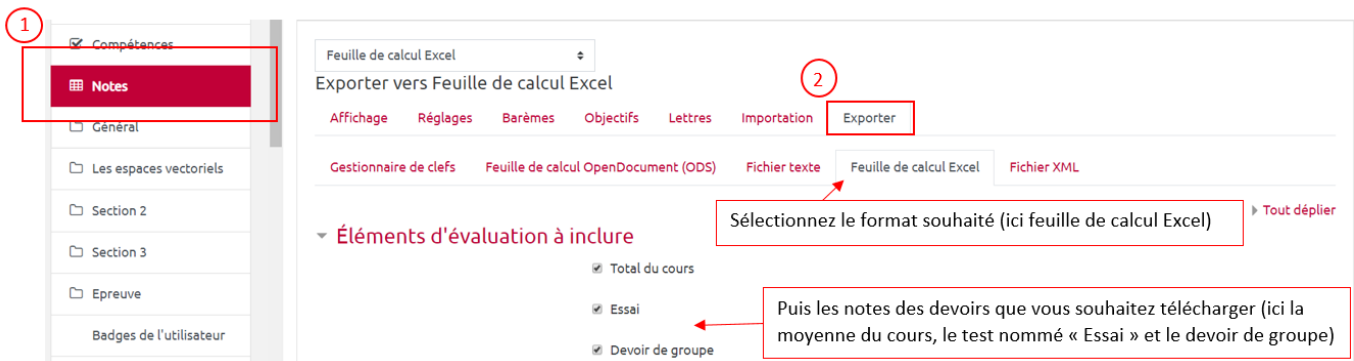 1
Compétences
Notes
Général
Les espaces vectoriels
Section 2
Section 3
Epreuve
Badges de l'utilisateur
Feuille de calcul Excel
Exporter vers Feuille de calcul Excel
2
Affichage Réglages Barèmes Objectifs Lettres Importation Exporter
Gestionnaire de clefs Feuille de calcul OpenDocument (ODS) Fichier texte Feuille de calcul Excel Fichier XML
Sélectionnez le format souhaité (ici feuille de calcul Excel)
Tout déplier
Éléments d'évaluation à inclure
Total du cours
Essai
Devoir de groupe
Puis les notes des devoirs que vous souhaitez télécharger (ici la
moyenne du cours, le test nommé « Essai » et le devoir de groupe)